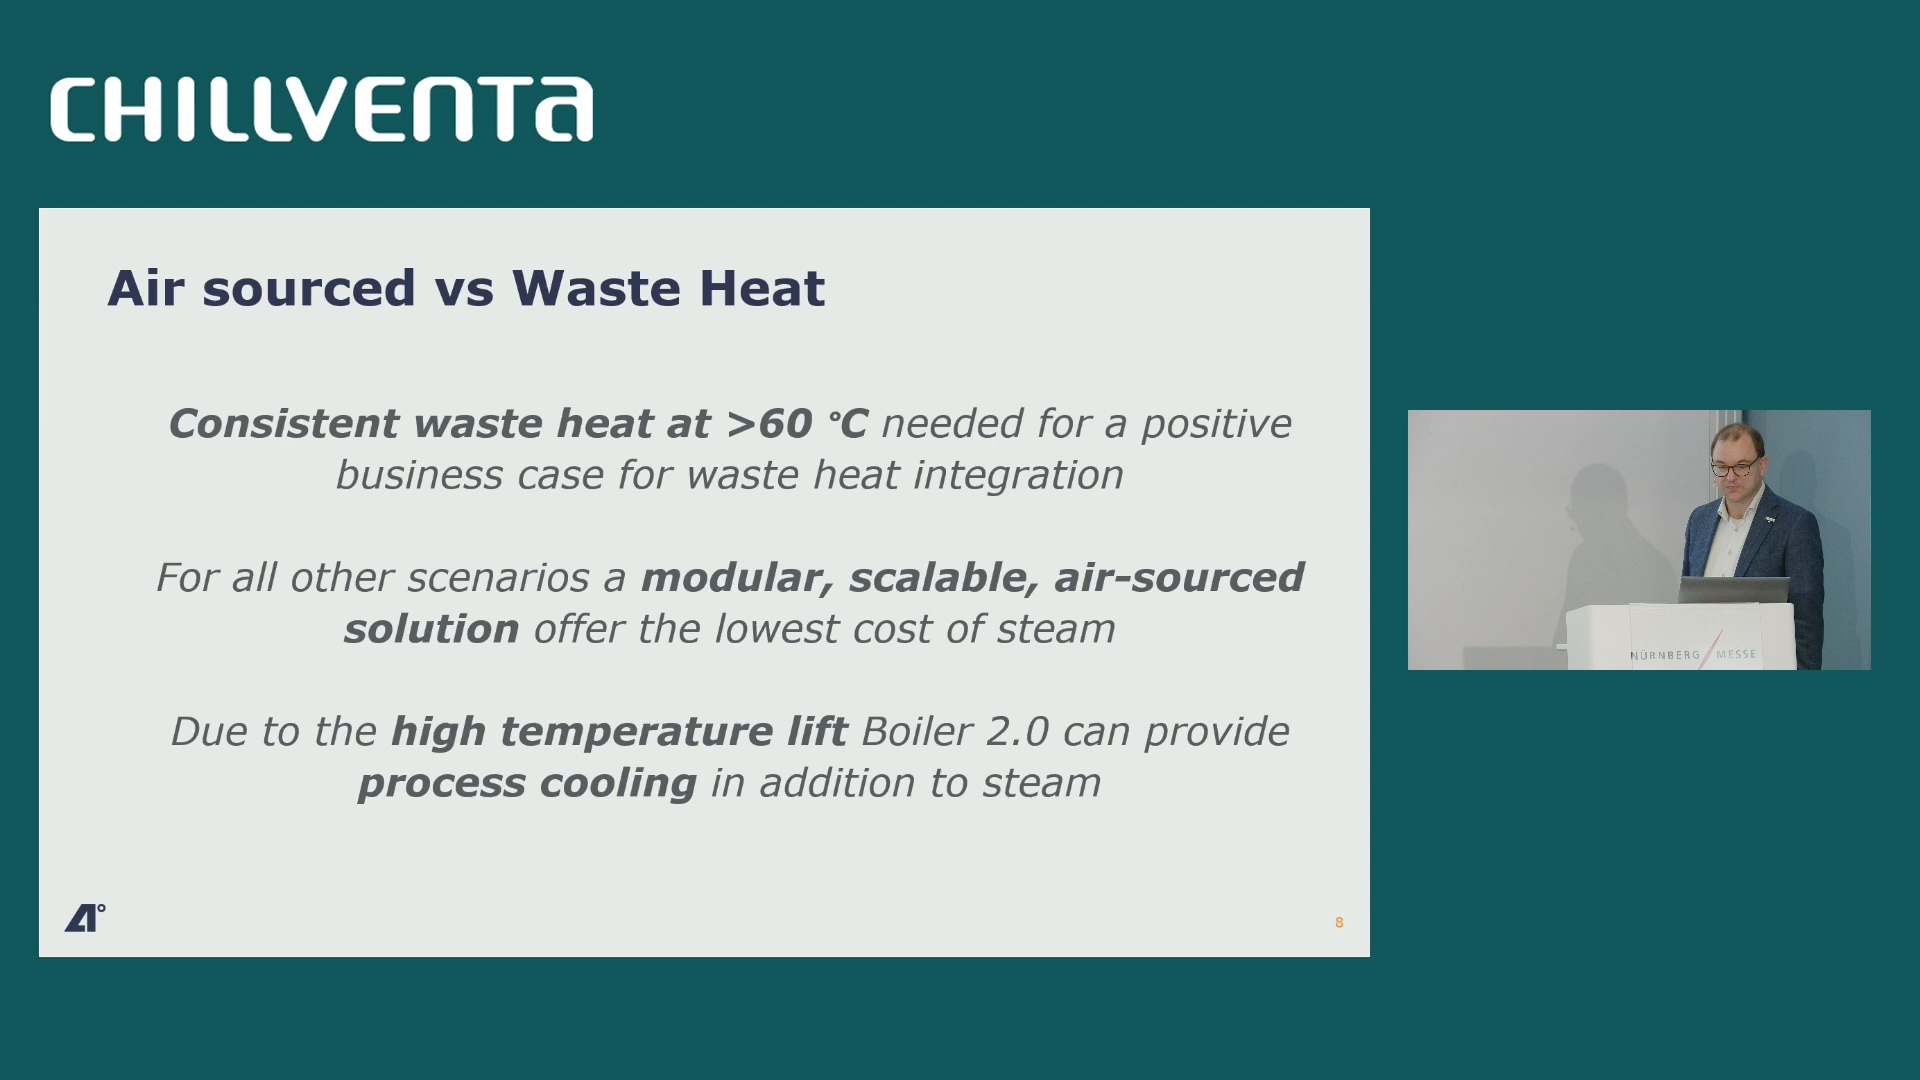 CHILLVENTA
Air sourced vs Waste Heat
Consistent waste heat at >60 °C needed for a positive
business case for waste heat integration
For all other scenarios a modular, scalable, air-sourced
solution offer the lowest cost of steam
Due to the high temperature lift Boiler 2.0 can provide
process cooling in addition to steam
A°
8
NÜRNBERG MESSE